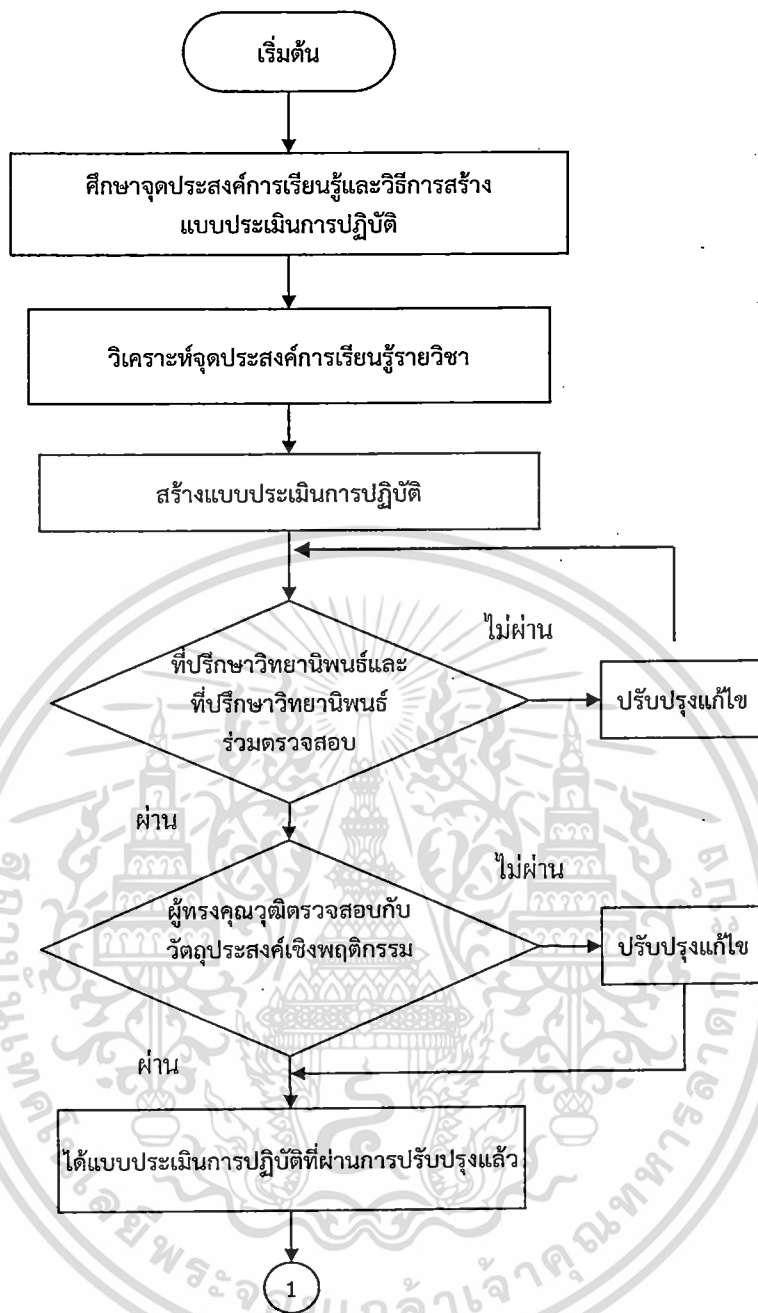 เริ่มต้น
ศึกษาจุดประสงค์การเรียนรู้และวิธีการสร้าง
แบบประเมินการปฏิบัติ
วิเคราะห์จุดประสงค์การเรียนรู้รายวิชา
สร้างแบบประเมินการปฏิบัติ
ไม่ผ่าน
ที่ปรึกษาวิทยานิพนธ์และ
ที่ปรึกษาวิทยานิพนธ์
ร่วมตรวจสอบ
ปรับปรุงแก้ไข
ผ่าน
ไม่ผ่าน
ผู้ทรงคุณวุฒิตรวจสอบกับ
วัตถุประสงค์เชิงพฤติกรรม
ปรับปรุงแก้ไข
ผ่าน
ได้แบบประเมินการปฏิบัติที่ผ่านการปรับปรุงแล้ว
1